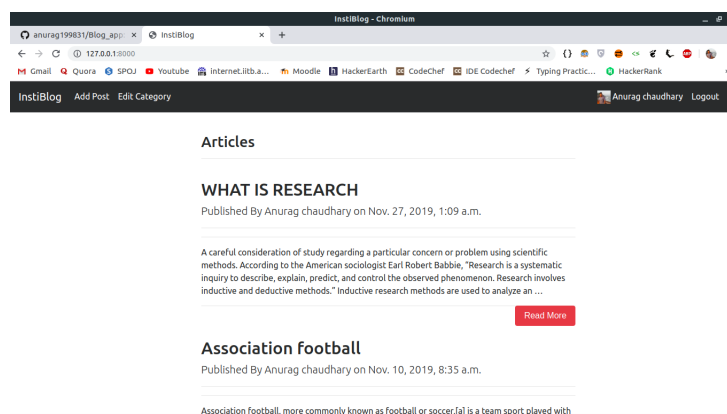 InstiBlog - Chromium
anurag199831/Blog_app
InstiBlog
127.0.0.1:8000
Gmail Quora SPOJ Youtube internet.iitb.a... Moodle HackerEarth CodeChef IDE Codechef Typing Practic... HackerRank
InstiBlog Add Post Edit Category Anurag chaudhary Logout
Articles
WHAT IS RESEARCH
Published By Anurag chaudhary on Nov. 27, 2019, 1:09 a.m.
A careful consideration of study regarding a particular concern or problem using scientific
methods. According to the American sociologist Earl Robert Babbie, “Research is a systematic
inquiry to describe, explain, predict, and control the observed phenomenon. Research involves
inductive and deductive methods.” Inductive research methods are used to analyze an …
Read More
Association football
Published By Anurag chaudhary on Nov. 10, 2019, 8:35 a.m.
Association football, more commonly known as football or soccer,[a] is a team sport played with